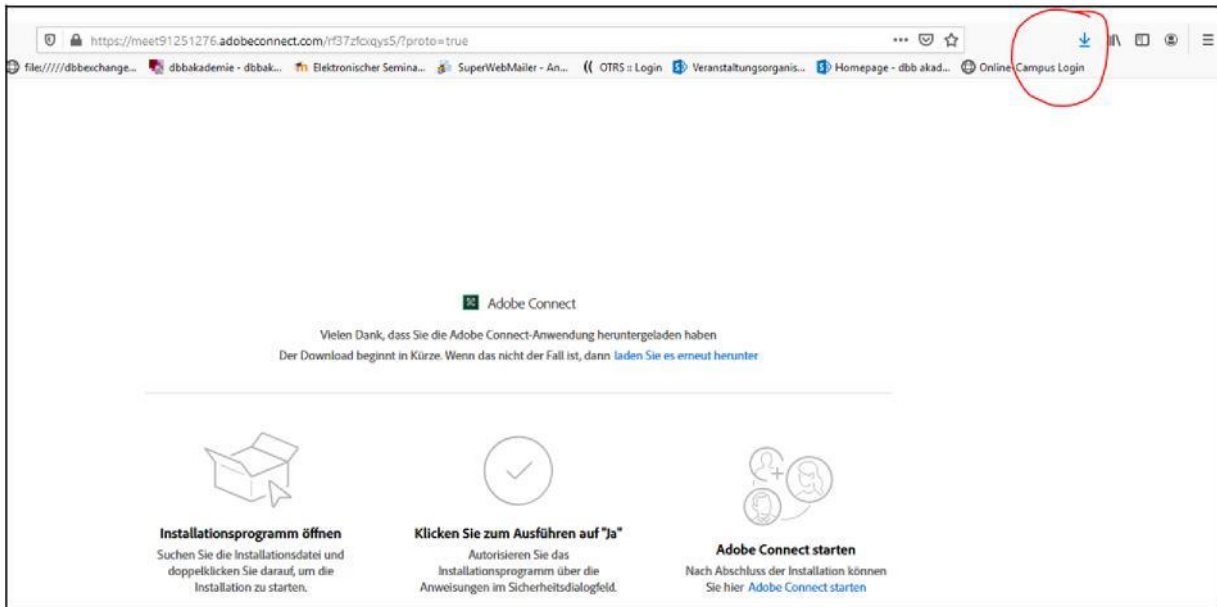 https://meet91251276.adobeconnect.com/rf37zfcxqys5/?proto=true
file://///dbbexchange... dbbakademie - dbbak... Elektronischer Semina... SuperWebMailer - An... OTRS :: Login Veranstaltungsorganis... Homepage - dbb akad... Online-Campus Login
Adobe Connect
Vielen Dank, dass Sie die Adobe Connect-Anwendung heruntergeladen haben
Der Download beginnt in Kürze. Wenn das nicht der Fall ist, dann laden Sie es erneut herunter
Installationsprogramm öffnen
Suchen Sie die Installationsdatei und
doppelklicken Sie darauf, um die
Installation zu starten.
Klicken Sie zum Ausführen auf "Ja"
Autorisieren Sie das
Installationsprogramm über die
Anweisungen im Sicherheitsdialogfeld.
Adobe Connect starten
Nach Abschluss der Installation können
Sie hier Adobe Connect starten